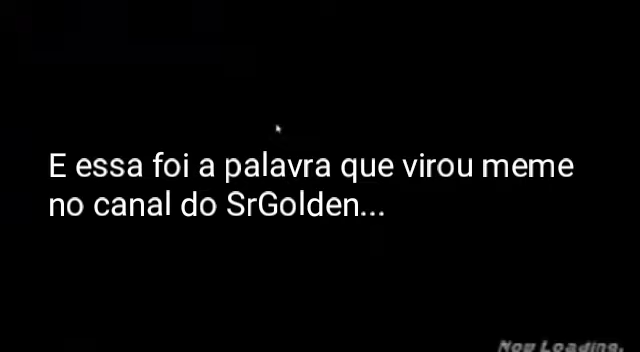 E essa foi a palavra que virou meme
no canal do SrGolden...
Now Loading.